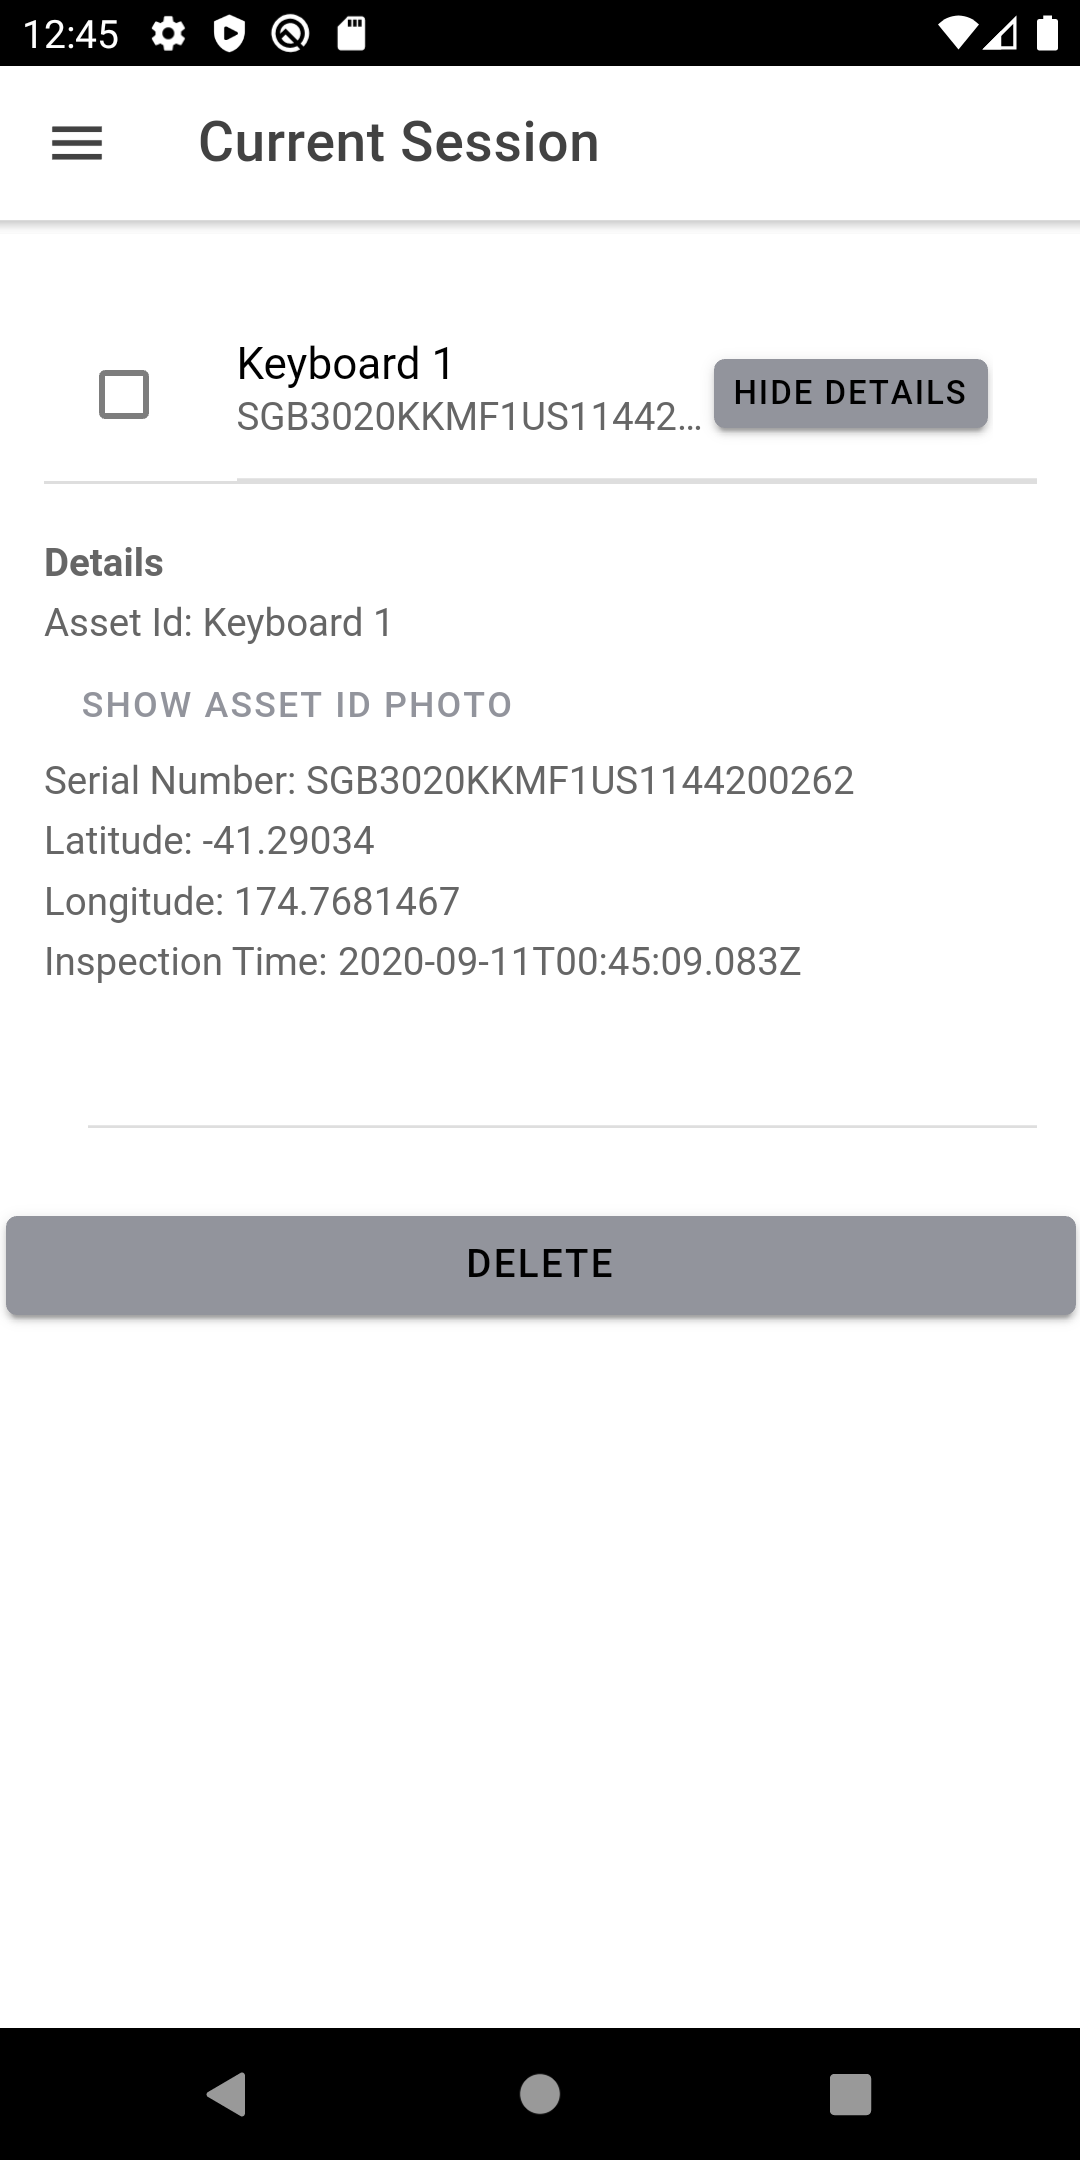 12:45
Current Session
Keyboard 1
SGB3020KKMF1US11442...
HIDE DETAILS
Details
Asset Id: Keyboard 1
SHOW ASSET ID PHOTO
Serial Number: SGB3020KKMF1US1144200262
Latitude: -41.29034
Longitude: 174.7681467
Inspection Time: 2020-09-11T00:45:09.083Z
DELETE